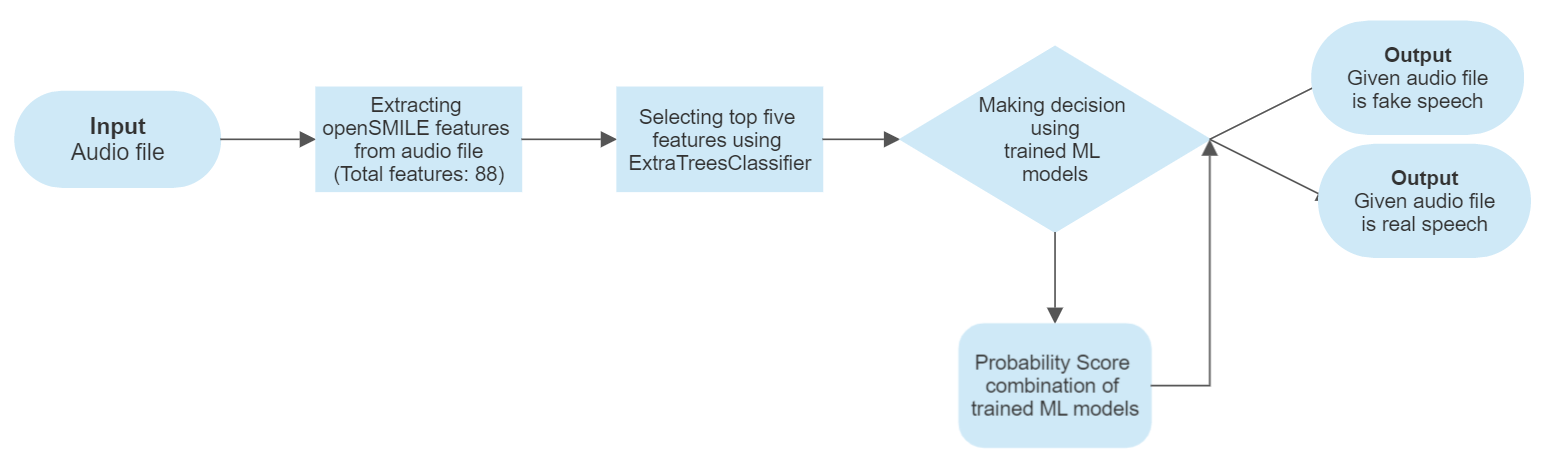 Input
Audio file
Extracting
openSMILE features
from audio file
(Total features: 88)
Selecting top five
features using
ExtraTreesClassifier
Making decision
using
trained ML
models
Probability Score
combination of
trained ML models
Output
Given audio file
is fake speech
Output
Given audio file
is real speech